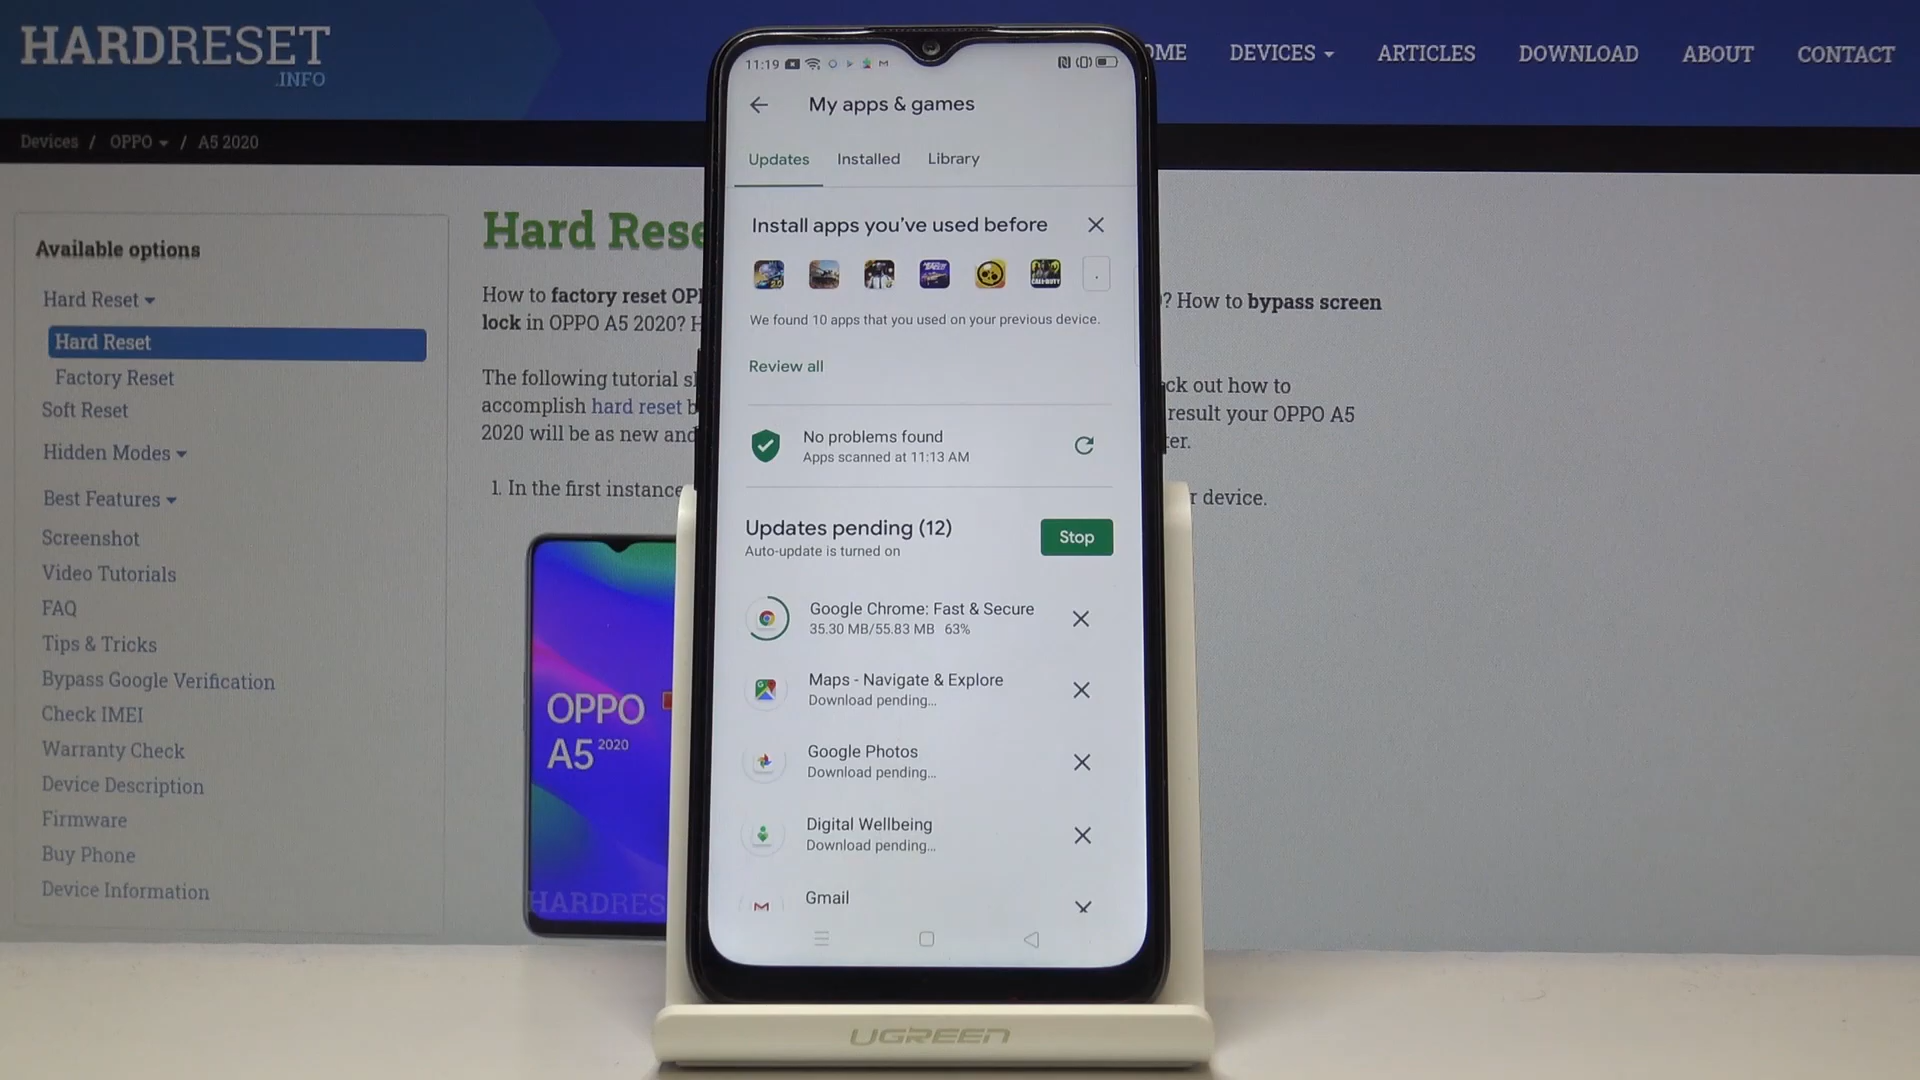 HARDRESET
.INFO
OME
DEVICES
ARTICLES
DOWNLOAD
ABOUT
CONTACT
Devices / OPPO / A5 2020
Available options
Hard Reset
Hard Reset
Factory Reset
Soft Reset
Hidden Modes
Best Features
Screenshot
Video Tutorials
FAQ
Tips & Tricks
Bypass Google Verification
Check IMEI
Warranty Check
Device Description
Firmware
Buy Phone
Device Information
Hard Rese
How to factory reset OP
? How to bypass screen
lock in OPPO A5 2020? H
The following tutorial s
ck out how to
accomplish hard reset b
result your OPPO A5
2020 will be as new and
ter.
1. In the first instance
r device.
OPPO
A5 2020
HARDRES
11:19
My apps & games
Updates
Installed
Library
Install apps you've used before
We found 10 apps that you used on your previous device.
Review all
No problems found
Apps scanned at 11:13 AM
Updates pending (12)
Auto-update is turned on
Stop
Google Chrome: Fast & Secure
35.30 MB/55.83 MB 63%
Maps - Navigate & Explore
Download pending...
Google Photos
Download pending...
Digital Wellbeing
Download pending...
Gmail
UGREEN